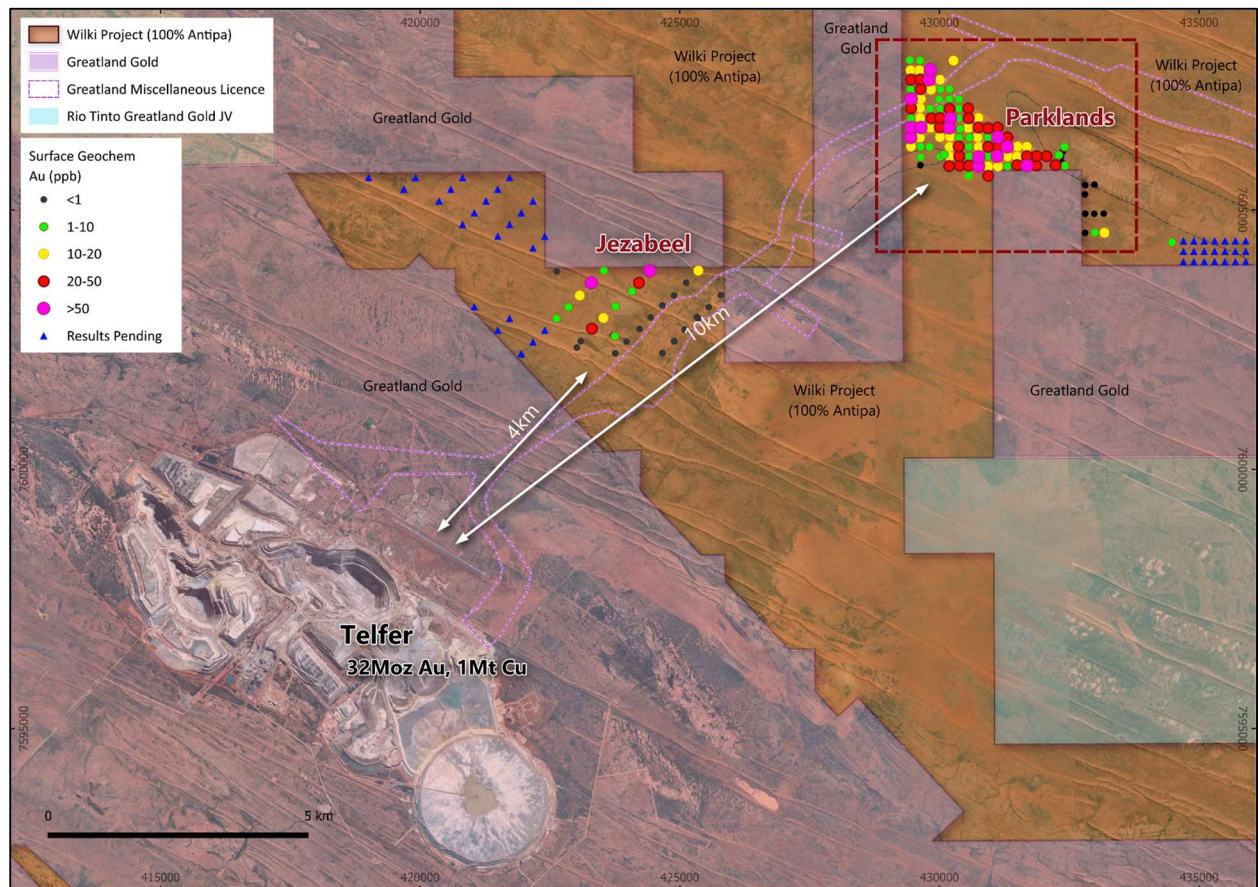 420000
425000
430000
435000
Wilki Project (100% Antipa)
Greatland Gold
Greatland Miscellaneous Licence
Rio Tinto Greatland Gold JV
Surface Geochem
Au (ppb)
<1
1-10
10-20
20-50
>50
Results Pending
Greatland Gold
Wilki Project
(100% Antipa)
Greatland
Gold
Wilki Project
(100% Antipa)
Parklands
7605000
Jezabeel
10km
4km
Greatland Gold
Wilki Project
(100% Antipa)
Greatland Gold
7600000
7600000
Telfer
32Moz Au, 1Mt Cu
7595000
7595000
0
5 km
415000
420000
425000
430000
435000